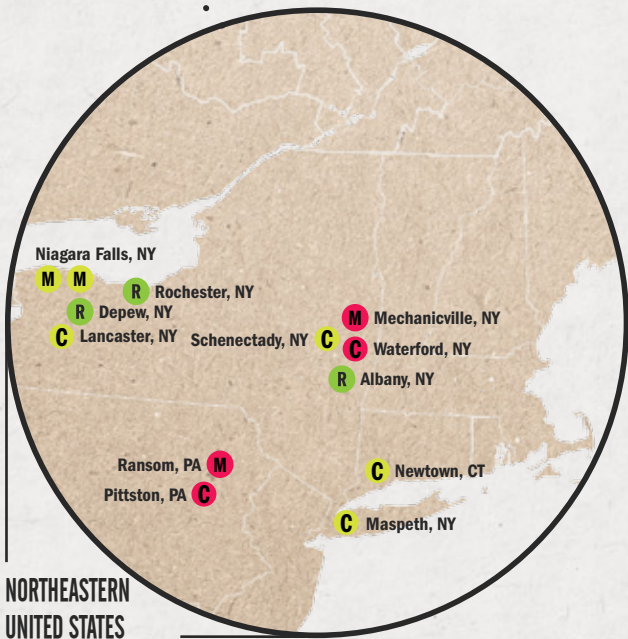 Niagara Falls, NY
M M
R Rochester, NY
R Depew, NY
C Lancaster, NY
M Mechanicville, NY
Schenectady, NY C
C Waterford, NY
R Albany, NY
Ransom, PA M
Pittston, PA C
C Newtown, CT
C Maspeth, NY
NORTHEASTERN
UNITED STATES